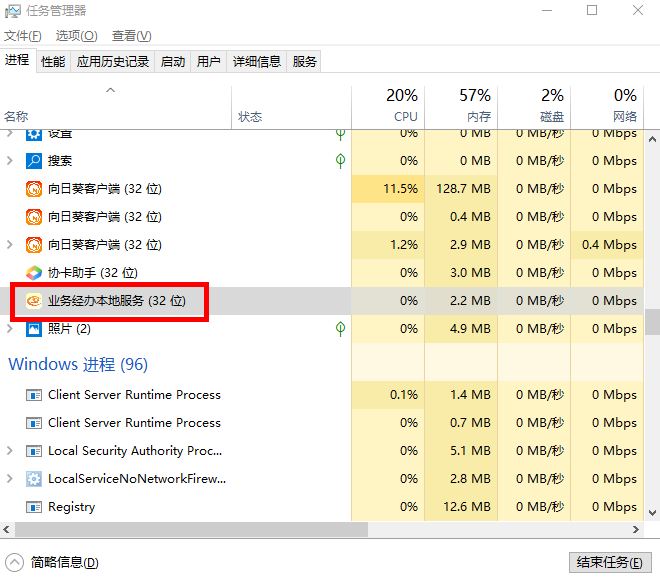 任务管理器
文件(F) 选项(O) 查看(V)
进程 性能 应用历史记录 启动 用户 详细信息 服务
20% 57% 2% 0%
名称 状态 CPU 内存 磁盘 网络
设置 0% 0 MB 0 MB/秒 0 Mbps
搜索 0% 0 MB 0 MB/秒 0 Mbps
向日葵客户端 (32 位) 11.5% 128.7 MB 0 MB/秒 0 Mbps
向日葵客户端 (32 位) 0% 0.4 MB 0 MB/秒 0 Mbps
向日葵客户端 (32 位) 1.2% 2.9 MB 0 MB/秒 0.4 Mbps
协卡助手 (32 位) 0% 3.0 MB 0 MB/秒 0 Mbps
业务经办本地服务 (32 位) 0% 2.2 MB 0 MB/秒 0 Mbps
照片 (2) 0% 4.9 MB 0 MB/秒 0 Mbps
Windows 进程 (96)
Client Server Runtime Process 0.1% 1.4 MB 0 MB/秒 0 Mbps
Client Server Runtime Process 0% 0.7 MB 0 MB/秒 0 Mbps
Local Security Authority Proc... 0% 5.1 MB 0 MB/秒 0 Mbps
LocalServiceNoNetworkFirew... 0% 2.8 MB 0 MB/秒 0 Mbps
Registry 0% 12.6 MB 0 MB/秒 0 Mbps
简略信息(D) 结束任务(E)